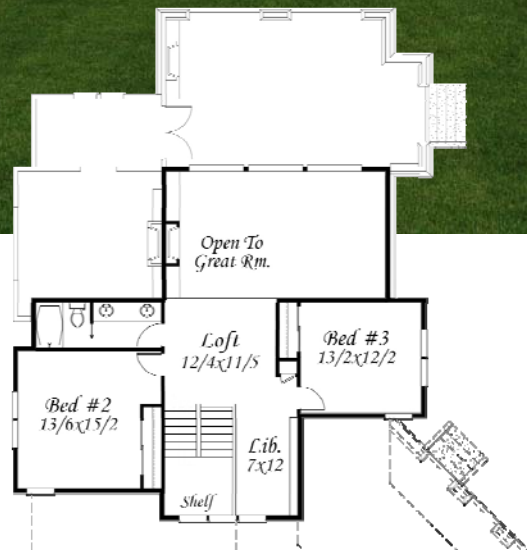 Open To
Great Rm.
Loft
12/4x11/5
Bed #3
13/2x12/2
Bed #2
13/6x15/2
Lib.
7x12
Shelf